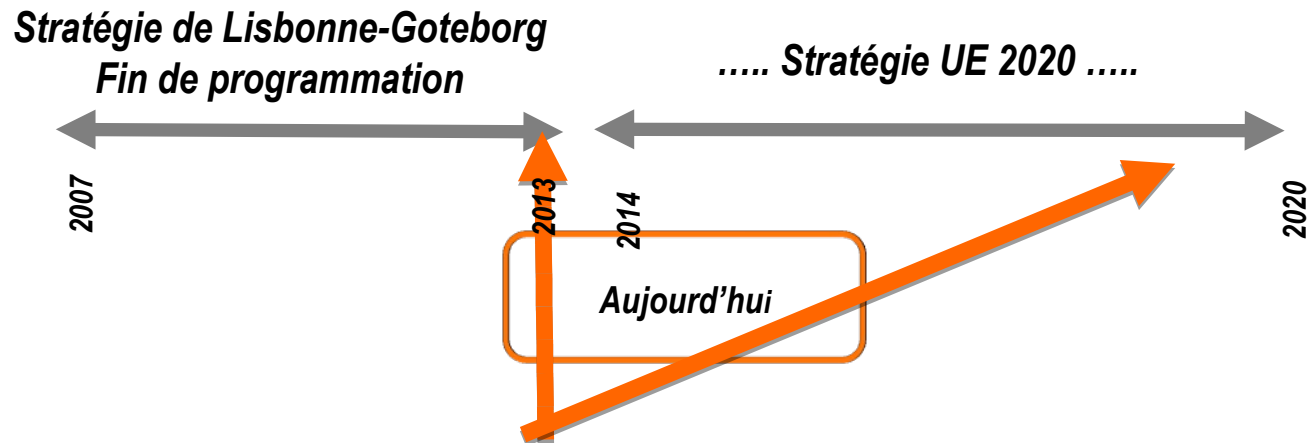 Stratégie de Lisbonne-Goteborg
Fin de programmation
..... Stratégie UE 2020 .....
2007
2013
2014
2020
Aujourd’hui